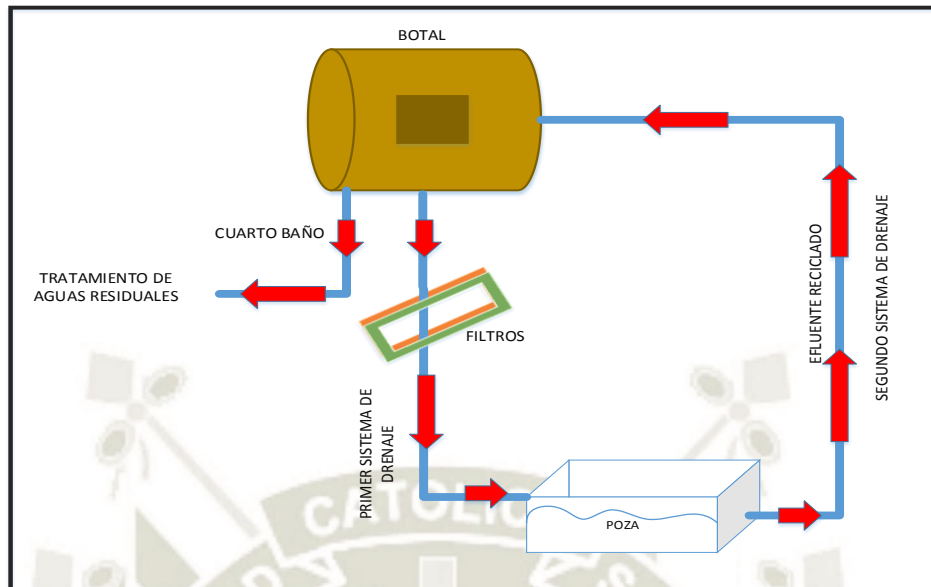 BOTAL
CUARTO BAÑO
TRATAMIENTO DE
AGUAS RESIDUALES
FILTROS
PRIMER SISTEMA DE
DRENAJE
POZA
EFLUENTE RECICLADO
SEGUNDO SISTEMA DE DRENAJE
CATOLIC